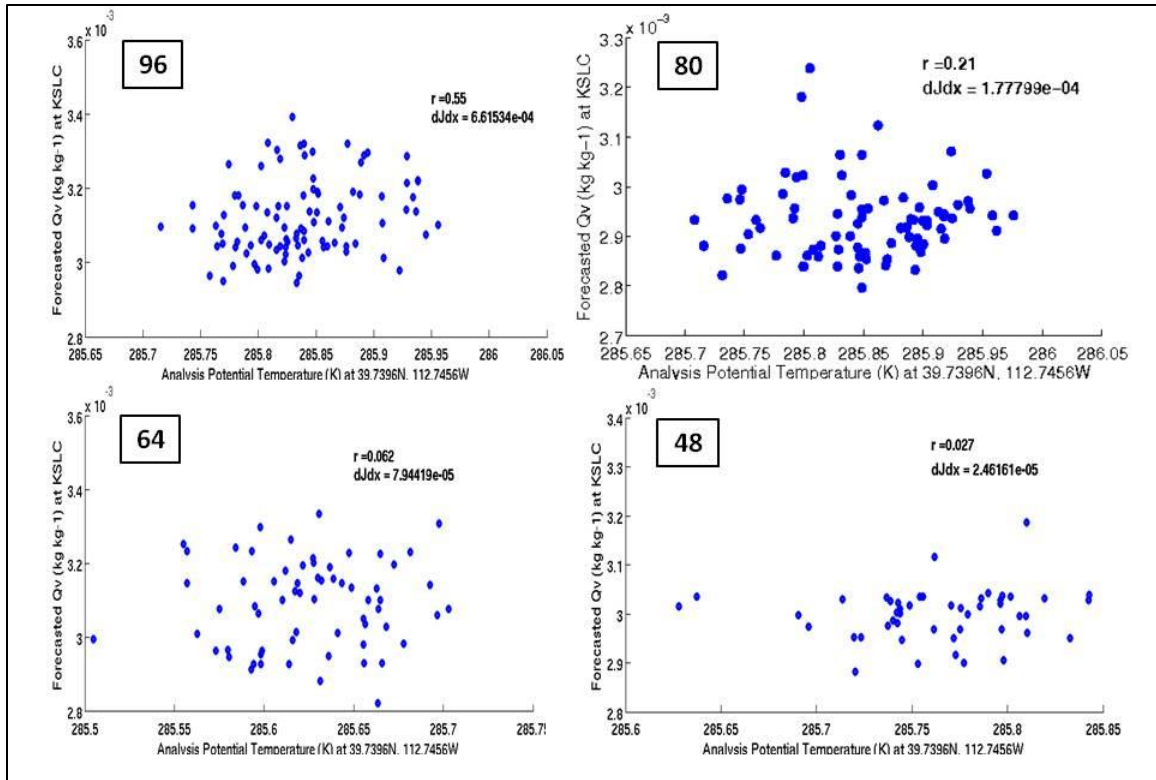 x 10^-3
3.6
96
r=0.55
dJdx = 6.61534e-04
3.4
3.2
3
2.8
Forecasted Qv (kg kg-1) at KSLC
285.65 285.7 285.75 285.8 285.85 285.9 285.95 286 286.05
Analysis Potential Temperature (K) at 39.7396N, 112.7456W
x 10^-3
3.3
80
r =0.21
dJdx = 1.77799e-04
3.2
3.1
3
2.9
2.8
2.7
Forecasted Qv (kg kg-1) at KSLC
285.65 285.7 285.75 285.8 285.85 285.9 285.95 286 286.05
Analysis Potential Temperature (K) at 39.7396N, 112.7456W
x 10^-3
3.6
64
r=0.062
dJdx = 7.94419e-05
3.4
3.2
3
2.8
Forecasted Qv (kg kg-1) at KSLC
285.5 285.55 285.6 285.65 285.7 285.7
Analysis Potential Temperature (K) at 39.7396N, 112.7456W
x 10^-3
3.4
48
r=0.027
dJdx = 2.46161e-05
3.3
3.2
3.1
3
2.9
2.8
Forecasted Qv (kg kg-1) at KSLC
285.6 285.65 285.7 285.75 285.8 285.85
Analysis Potential Temperature (K) at 39.7396N, 112.7456W